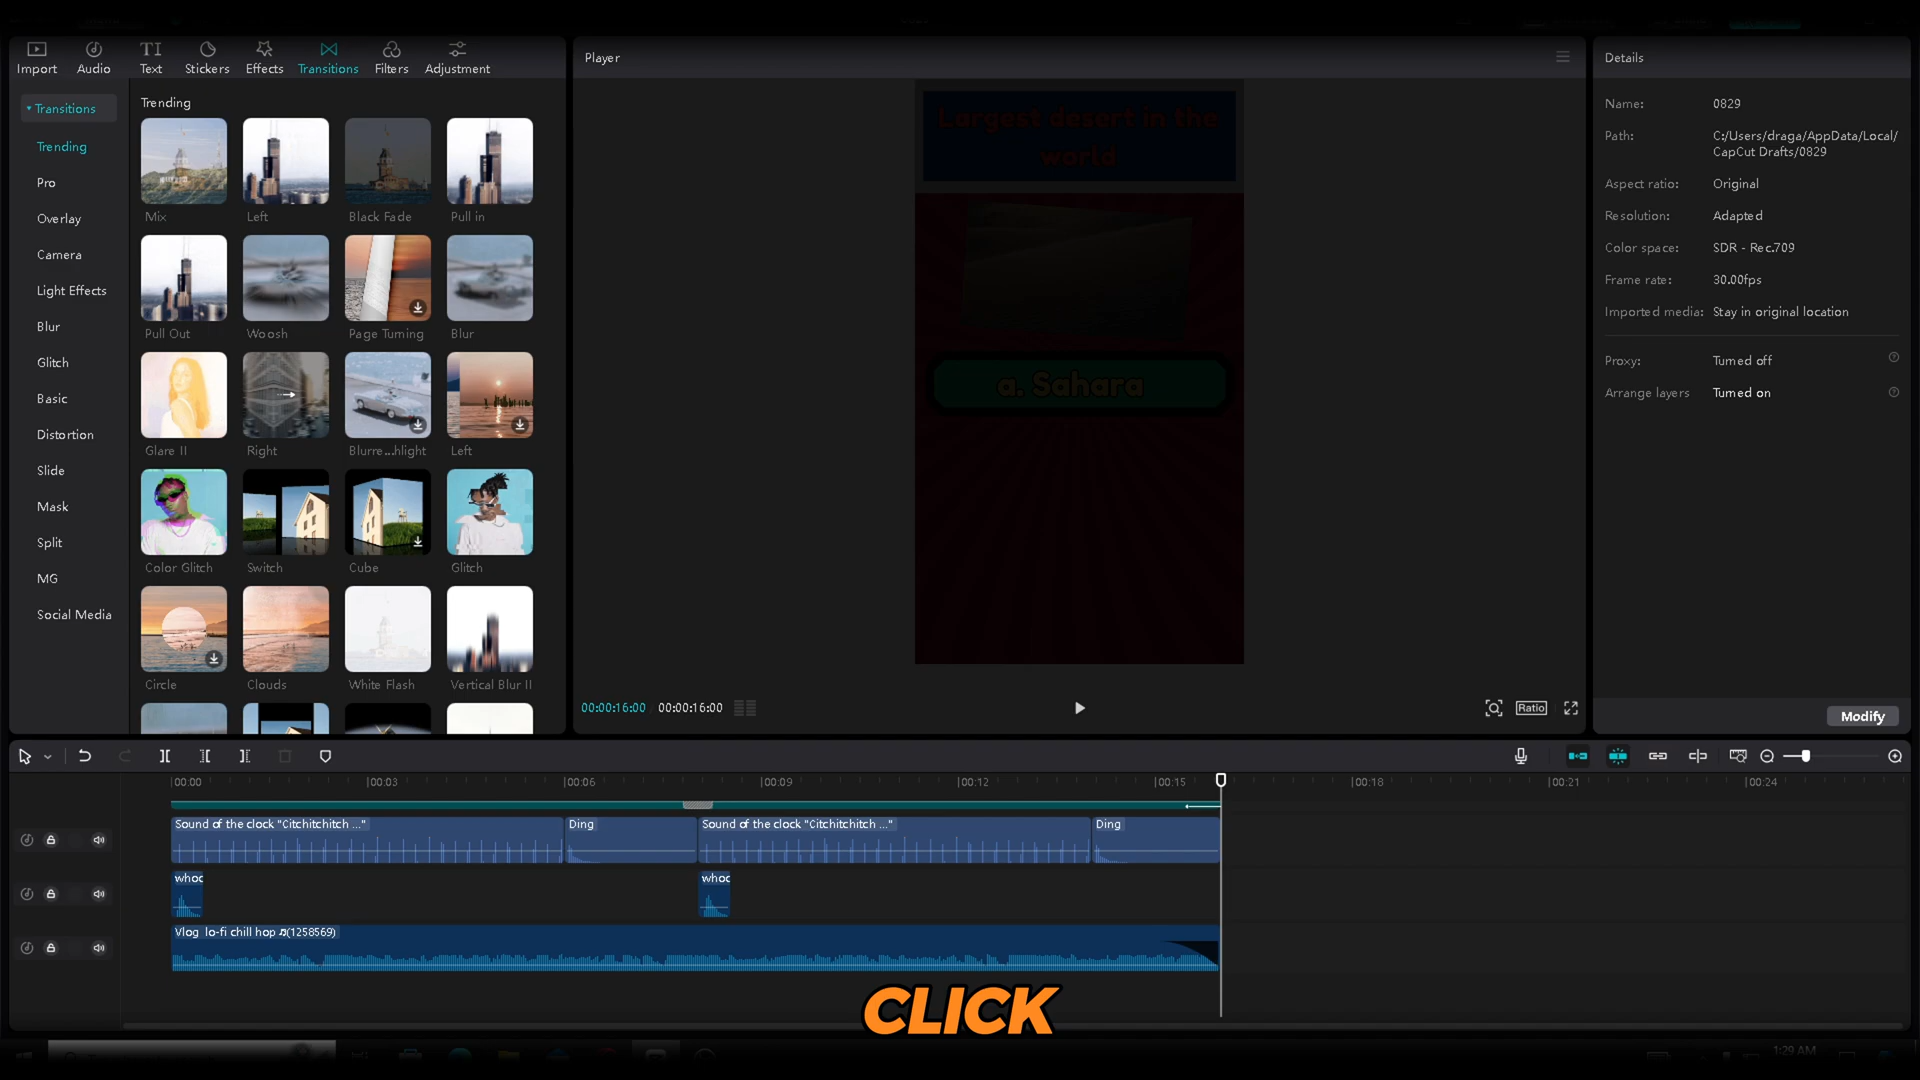 Import
Audio
Text
Stickers
Effects
Transitions
Filters
Adjustment
Transitions
Trending
Pro
Overlay
Camera
Light Effects
Blur
Glitch
Basic
Distortion
Slide
Mask
Split
MG
Social Media
Trending
Mix
Left
Black Fade
Pull in
Pull Out
Woosh
Page Turning
Blur
Glare II
Right
Blurre...hlight
Left
Color Glitch
Switch
Cube
Glitch
Circle
Clouds
White Flash
Vertical Blur II
Player
Largest desert in the
world
a. Sahara
00:00:16:00 / 00:00:16:00
Ratio
Details
Name: 0829
Path: C:/Users/draga/AppData/Local/
CapCut Drafts/0829
Aspect ratio: Original
Resolution: Adapted
Color space: SDR - Rec.709
Frame rate: 30.00fps
Imported media: Stay in original location
Proxy: Turned off
Arrange layers Turned on
Modify
00:00
00:03
00:06
00:09
00:12
00:15
00:18
00:21
00:24
Sound of the clock "Citchitchitch ..."
Ding
Sound of the clock "Citchitchitch ..."
Ding
whoo
whoo
Vlog lo-fi chill hop ♫(1258569)
CLICK
1:29 AM